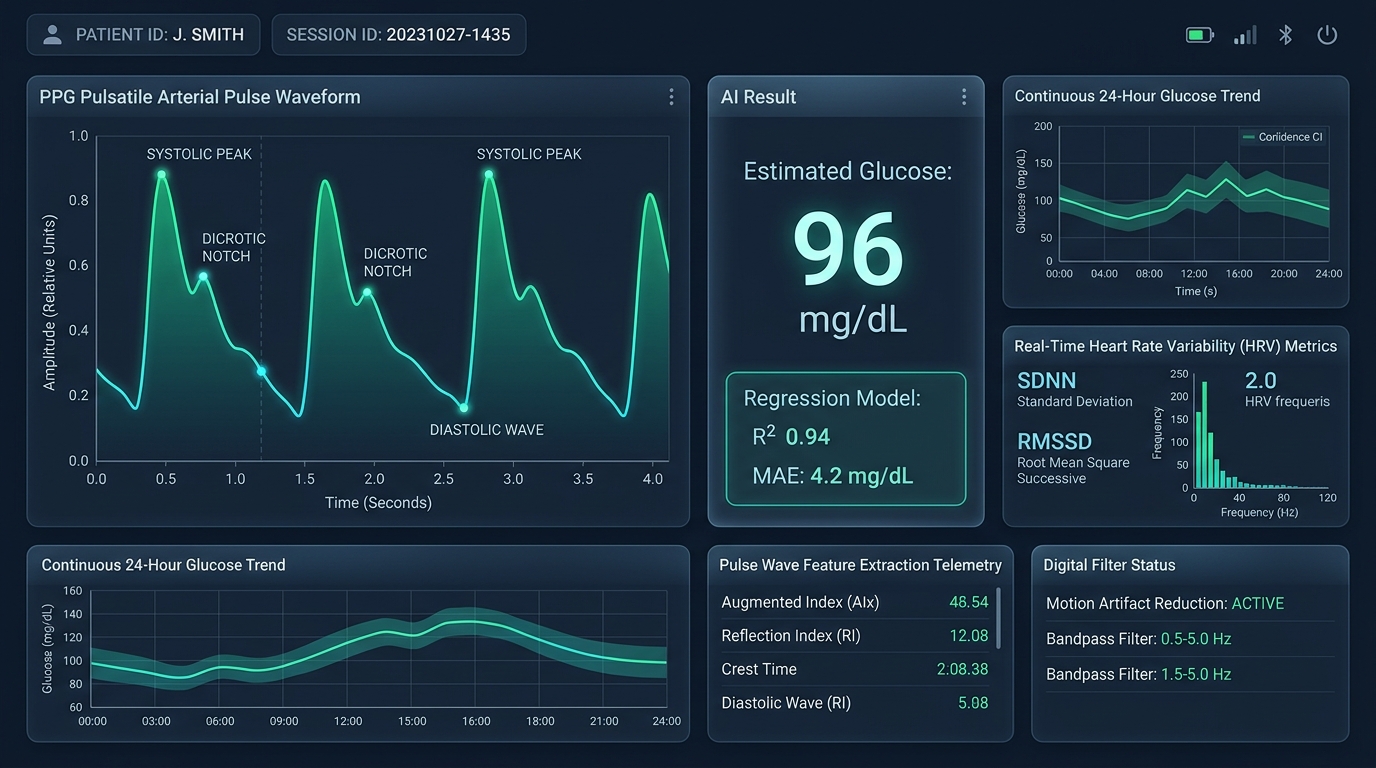 PATIENT ID: J. SMITH
SESSION ID: 20231027-1435
PPG Pulsatile Arterial Pulse Waveform
1.0
0.8
0.6
0.4
0.2
0.0
Amplitude (Relative Units)
SYSTOLIC PEAK
SYSTOLIC PEAK
DICROTIC
NOTCH
DICROTIC
NOTCH
DIASTOLIC WAVE
0.0 0.5 1.0 1.5 2.0 2.5 3.0 3.5 4.0
Time (Seconds)
AI Result
Estimated Glucose:
96
mg/dL
Regression Model:
R² 0.94
MAE: 4.2 mg/dL
Continuous 24-Hour Glucose Trend
200
150
100
50
0
Glucose (mg/dL)
Confidence CI
00:00 04:00 08:00 12:00 16:00 20:00 24:00
Time (s)
Real-Time Heart Rate Variability (HRV) Metrics
SDNN
Standard Deviation
RMSSD
Root Mean Square
Successive
250
200
150
100
50
0
Frequency
2.0
HRV frequeris
0 40 80 120
Frequency (Hz)
Continuous 24-Hour Glucose Trend
160
140
120
100
80
60
Glucose (mg/dL)
00:00 03:00 06:00 09:00 12:00 15:00 16:00 18:00 21:00 24:00
Pulse Wave Feature Extraction Telemetry
Augmented Index (AIx) 48.54
Reflection Index (RI) 12.08
Crest Time 2.08.38
Diastolic Wave (RI) 5.08
Digital Filter Status
Motion Artifact Reduction: ACTIVE
Bandpass Filter: 0.5-5.0 Hz
Bandpass Filter: 1.5-5.0 Hz